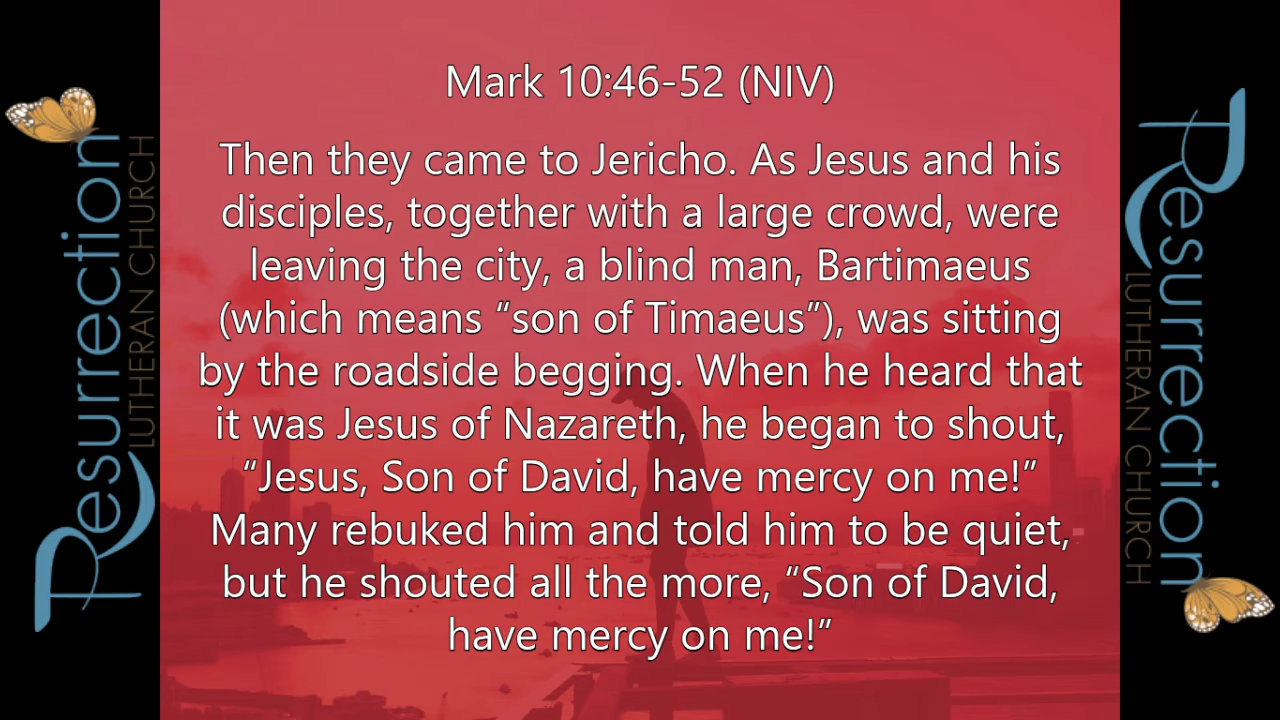 Resurrection
LUTHERAN CHURCH
Mark 10:46-52 (NIV)
Then they came to Jericho. As Jesus and his
disciples, together with a large crowd, were
leaving the city, a blind man, Bartimaeus
(which means “son of Timaeus”), was sitting
by the roadside begging. When he heard that
it was Jesus of Nazareth, he began to shout,
“Jesus, Son of David, have mercy on me!”
Many rebuked him and told him to be quiet,
but he shouted all the more, “Son of David,
have mercy on me!”
Resurrection
LUTHERAN CHURCH